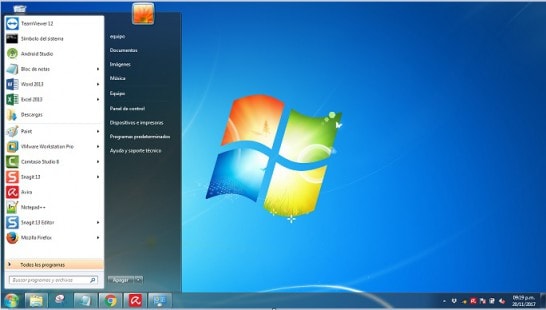 TeamViewer 12
Símbolo del sistema
Android Studio
Bloc de notas
Word 2013
Excel 2013
Descargas
Paint
VMware Workstation Pro
Camtasia Studio 8
Snagit 13
Avira
Notepad++
Snagit 13 Editor
Mozilla Firefox
Todos los programas
Buscar programas y archivos
equipo
Documentos
Imágenes
Música
Equipo
Panel de control
Dispositivos e impresoras
Programas predeterminados
Ayuda y soporte técnico
Apagar
09:19 p.m.
20/11/2017